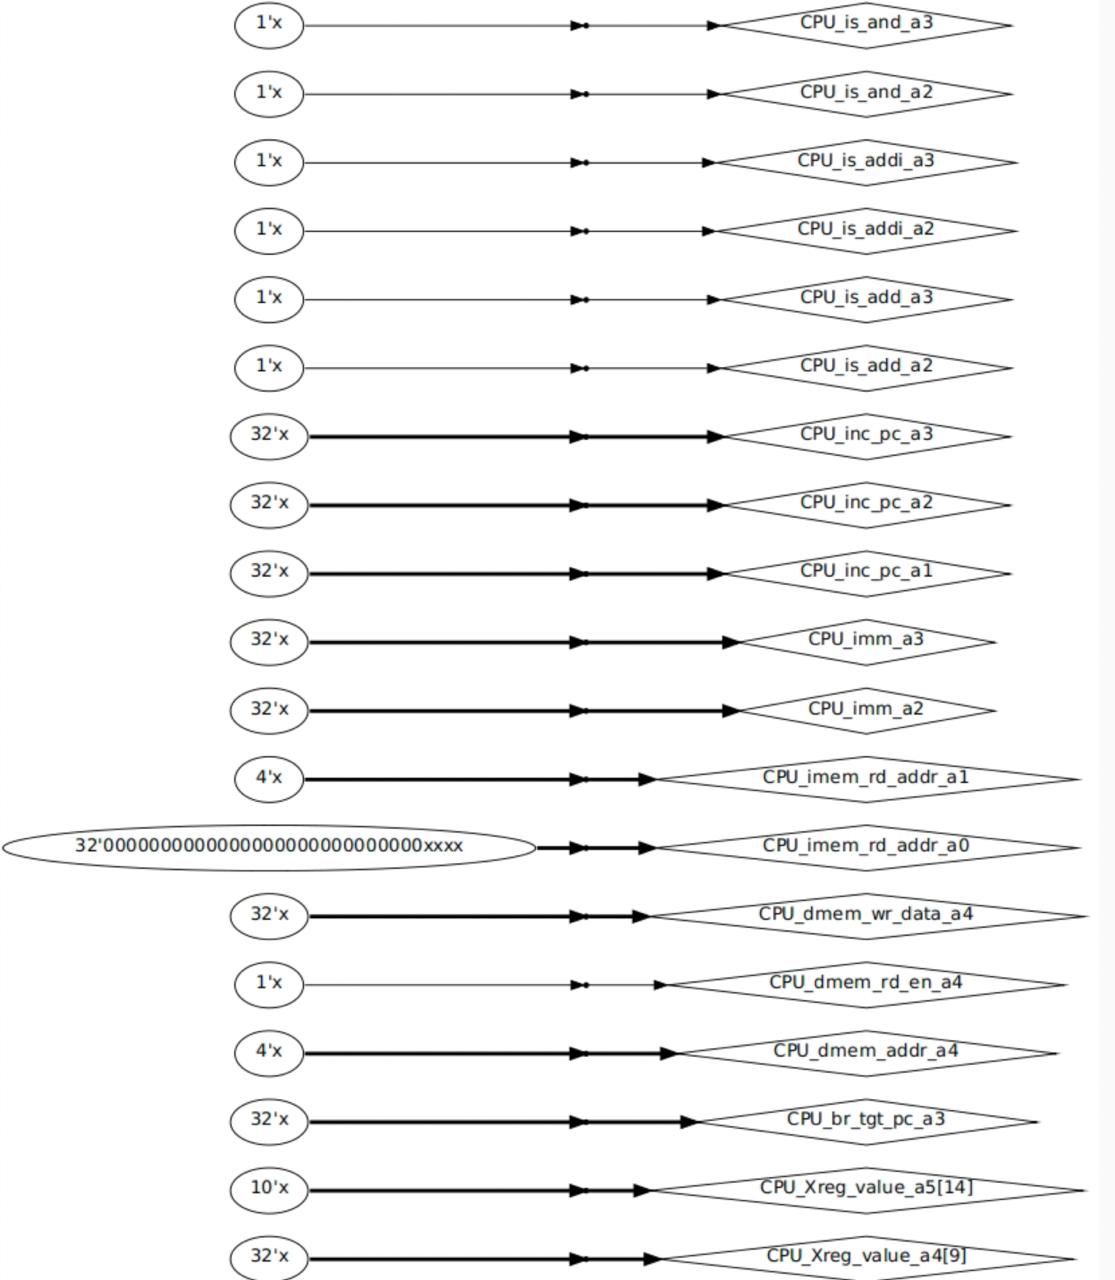 1'x CPU_is_and_a3
1'x CPU_is_and_a2
1'x CPU_is_addi_a3
1'x CPU_is_addi_a2
1'x CPU_is_add_a3
1'x CPU_is_add_a2
32'x CPU_inc_pc_a3
32'x CPU_inc_pc_a2
32'x CPU_inc_pc_a1
32'x CPU_imm_a3
32'x CPU_imm_a2
4'x CPU_imem_rd_addr_a1
32'0000000000000000000000000000xxxx CPU_imem_rd_addr_a0
32'x CPU_dmem_wr_data_a4
1'x CPU_dmem_rd_en_a4
4'x CPU_dmem_addr_a4
32'x CPU_br_tgt_pc_a3
10'x CPU_Xreg_value_a5[14]
32'x CPU_Xreg_value_a4[9]